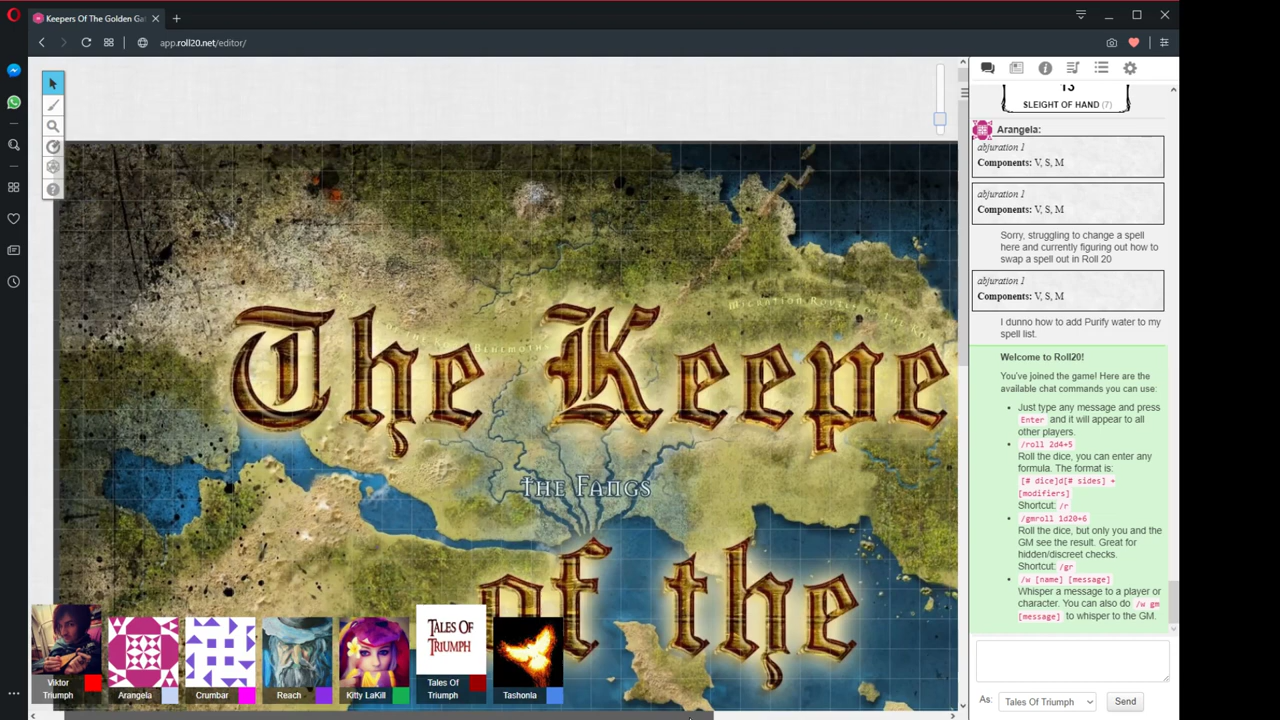 Keepers Of The Golden Ga
app.roll20.net/editor/
13
SLEIGHT OF HAND (7)
Arangela:
abjuration 1
Components: V, S, M
abjuration 1
Components: V, S, M
Sorry, struggling to change a spell
here and currently figuring out how to
swap a spell out in Roll 20
abjuration 1
Components: V, S, M
I dunno how to add Purify water to my
spell list.
Welcome to Roll20!
You've joined the game! Here are the
available chat commands you can use:
• Just type any message and press
Enter and it will appear to all
other players.
• /roll 2d4+5
Roll the dice, you can enter any
formula. The format is:
[# dice]d[# sides] +
[modifiers]
Shortcut: /r
• /gmroll 1d20+6
Roll the dice, but only you and the
GM see the result. Great for
hidden/discreet checks.
Shortcut: /gr
• /w [name] [message]
Whisper a message to a player or
character. You can also do /w gm
[message] to whisper to the GM.
As: Tales Of Triumph Send
The Keepe
The Fangs
of the
TALES OF
TRIUMPH
Viktor
Triumph
Arangela
Crumbar
Reach
Kitty LaKill
Tales Of
Triumph
Tashonia